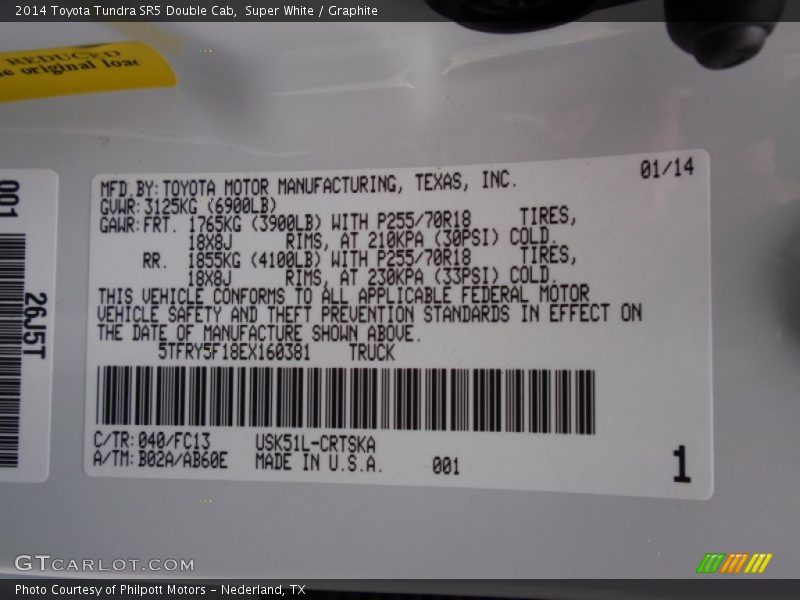 2014 Toyota Tundra SR5 Double Cab, Super White / Graphite
REDUCTO
e original load
001
26J5T
01/14
MFD.BY:TOYOTA MOTOR MANUFACTURING, TEXAS, INC.
GVWR:3125KG (6900LB)
GAWR:FRT. 1765KG (3900LB) WITH P255/70R18 TIRES,
18X8J RIMS, AT 210KPA (30PSI) COLD.
RR. 1855KG (4100LB) WITH P255/70R18 TIRES,
18X8J RIMS, AT 230KPA (33PSI) COLD.
THIS VEHICLE CONFORMS TO ALL APPLICABLE FEDERAL MOTOR
VEHICLE SAFETY AND THEFT PREVENTION STANDARDS IN EFFECT ON
THE DATE OF MANUFACTURE SHOWN ABOVE.
5TFRY5F18EX160381 TRUCK
C/TR:040/FC13 USK51L-CRTSKA
A/TM:B02A/AB60E MADE IN U.S.A. 001
1
GTCARLOT.COM
Photo Courtesy of Philpott Motors - Nederland, TX